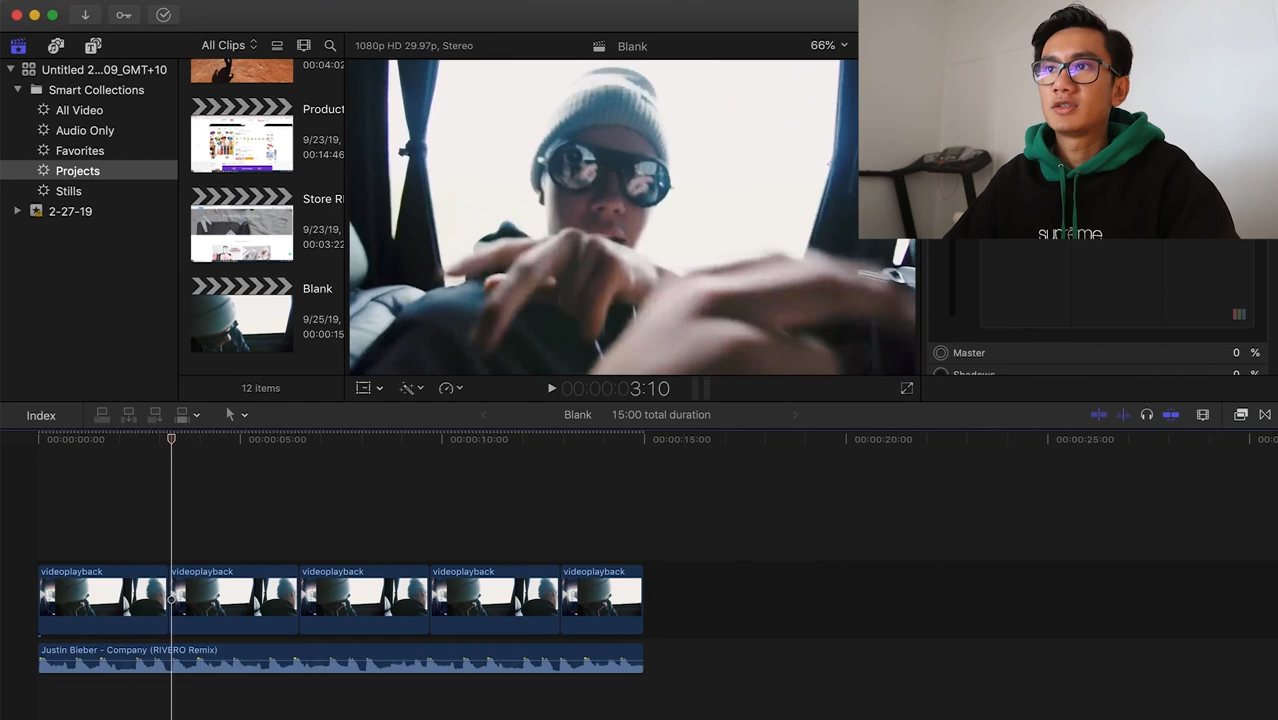 All Clips
1080p HD 29.97p, Stereo
Blank
66%
Untitled 2...09_GMT+10
Smart Collections
All Video
Audio Only
Favorites
Projects
Stills
2-27-19
00:04:02
Product
9/23/19
00:14:46
Store R
9/23/19
00:03:22
Blank
9/25/19,
00:00:15
12 items
supreme
Master
0 %
Shadows
0 %
00:00:003:10
Index
Blank
15:00 total duration
00:00:00:00
00:00:05:00
00:00:10:00
00:00:15:00
00:00:20:00
00:00:25:00
videoplayback
videoplayback
videoplayback
videoplayback
videoplayback
Justin Bieber - Company (RIVERO Remix)